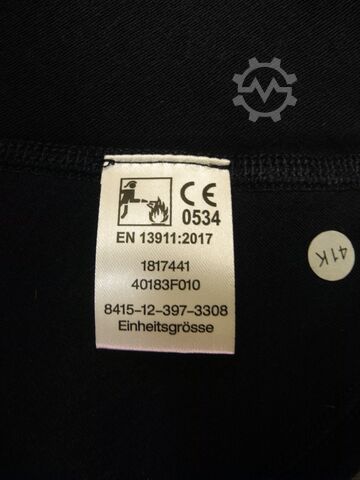 CE
0534
EN 13911:2017
1817441
40183F010
8415-12-397-3308
Einheitsgrösse
41K